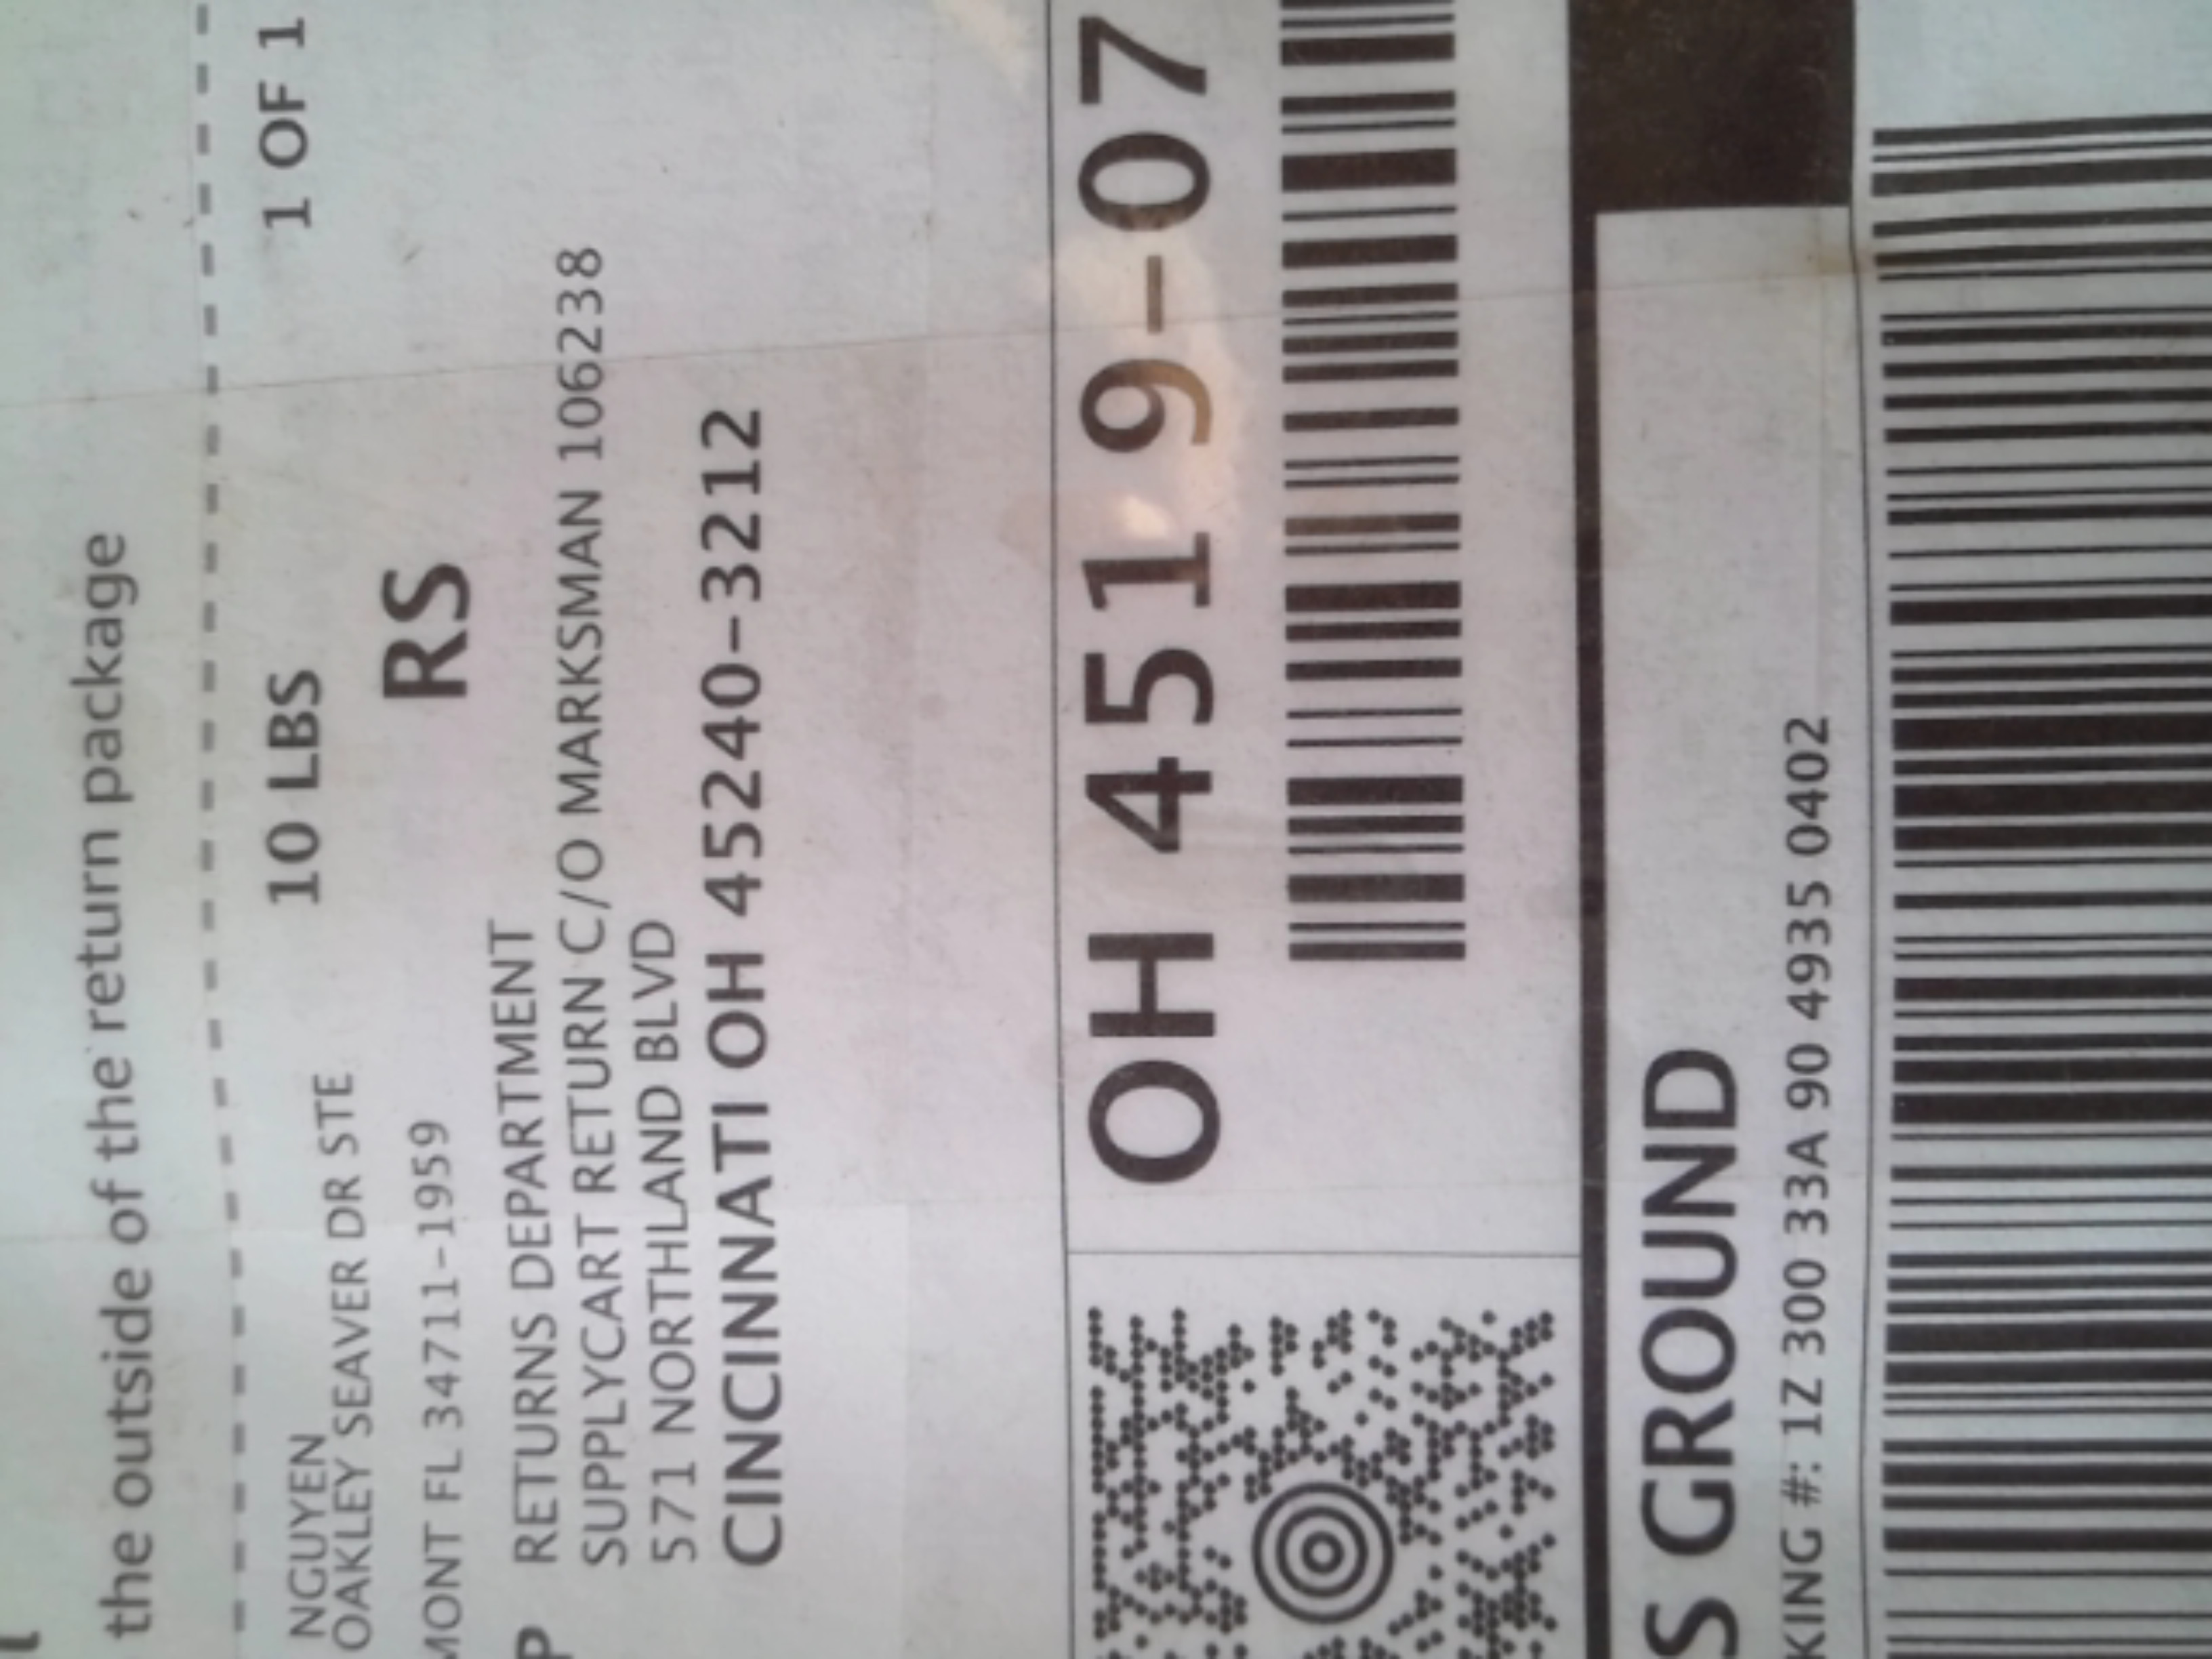 the outside of the return package
NGUYEN 10 LBS 1 OF 1
OAKLEY SEAVER DR STE
MONT FL 34711-1959 RS
P RETURNS DEPARTMENT
SUPPLYCART RETURN C/O MARKSMAN 106238
571 NORTHLAND BLVD
CINCINNATI OH 45240-3212
OH 451 9-07
S GROUND
KING #: 1Z 300 33A 90 4935 0402